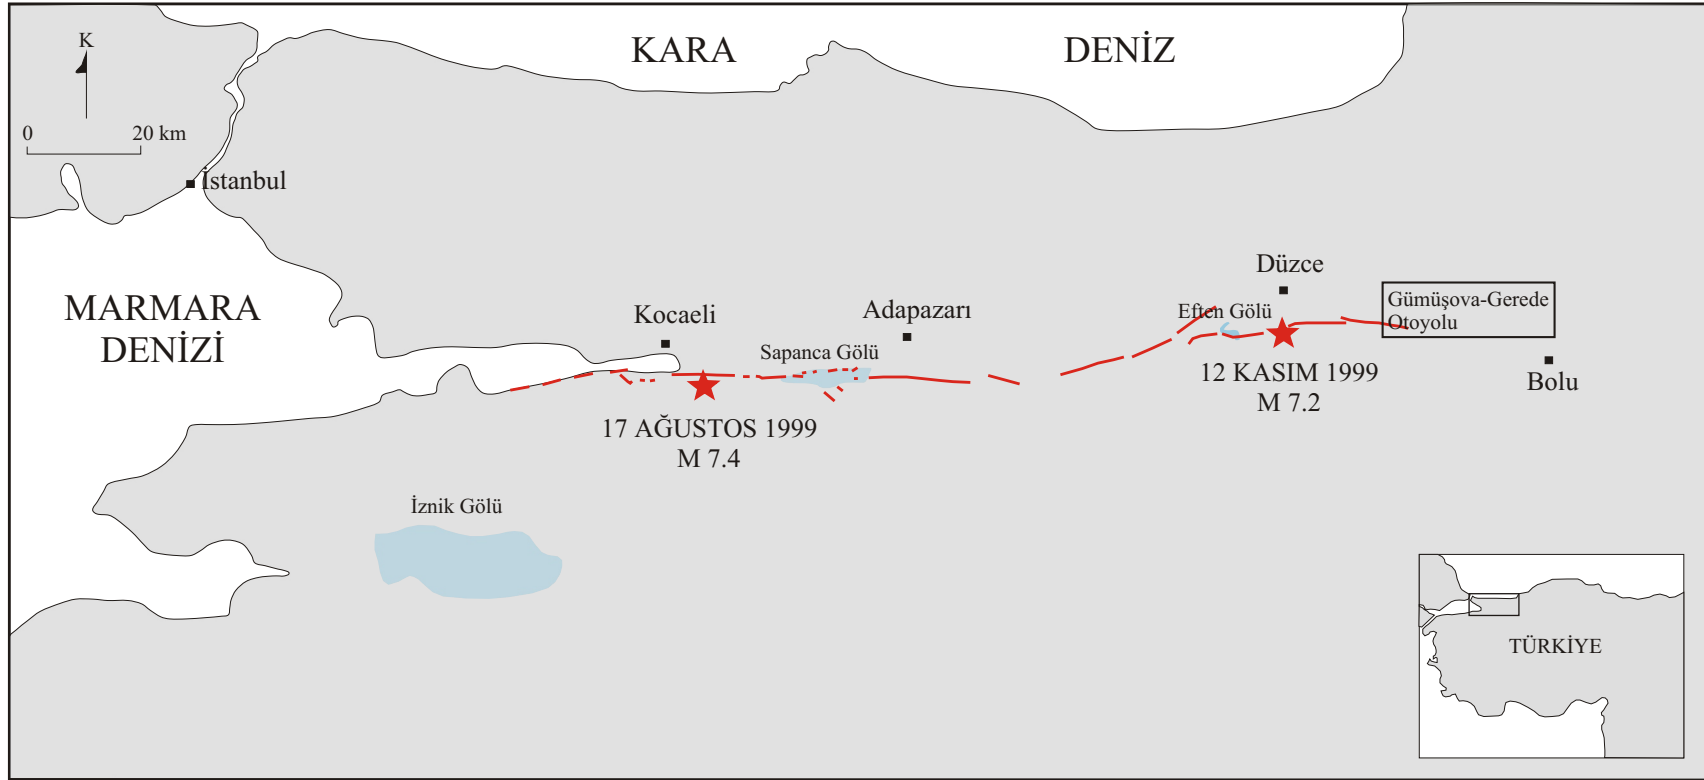 K
KARA
DENİZ
0
20 km
İstanbul
MARMARA
DENİZİ
Kocaeli
Adapazarı
Sapanca Gölü
Düzce
Eften Gölü
Gümüşova-Gerede
Otoyolu
Bolu
17 AĞUSTOS 1999
M 7.4
12 KASIM 1999
M 7.2
İznik Gölü
TÜRKİYE